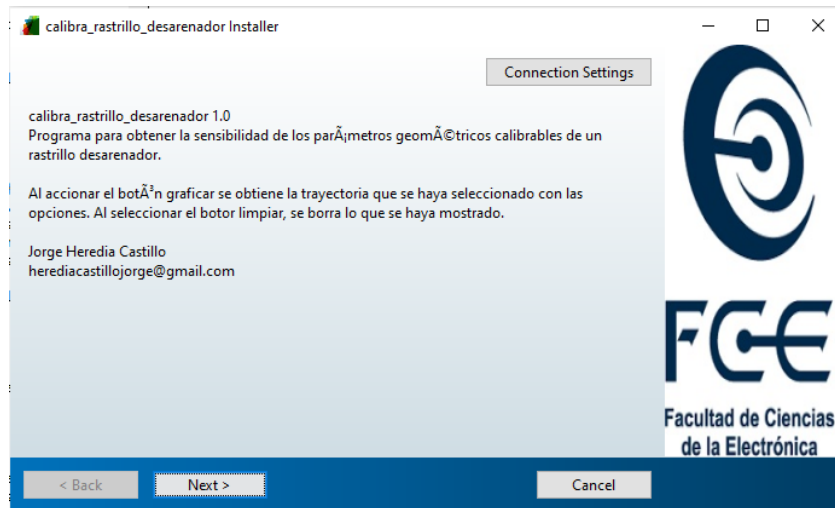 calibra_rastrillo_desarenador Installer
Connection Settings
calibra_rastrillo_desarenador 1.0
Programa para obtener la sensibilidad de los parÃ¡metros geomÃ©tricos calibrables de un
rastrillo desarenador.
Al accionar el botÃ³n graficar se obtiene la trayectoria que se haya seleccionado con las
opciones. Al seleccionar el botor limpiar, se borra lo que se haya mostrado.
Jorge Heredia Castillo
herediacastillojorge@gmail.com
FCE
Facultad de Ciencias
de la Electrónica
< Back
Next >
Cancel